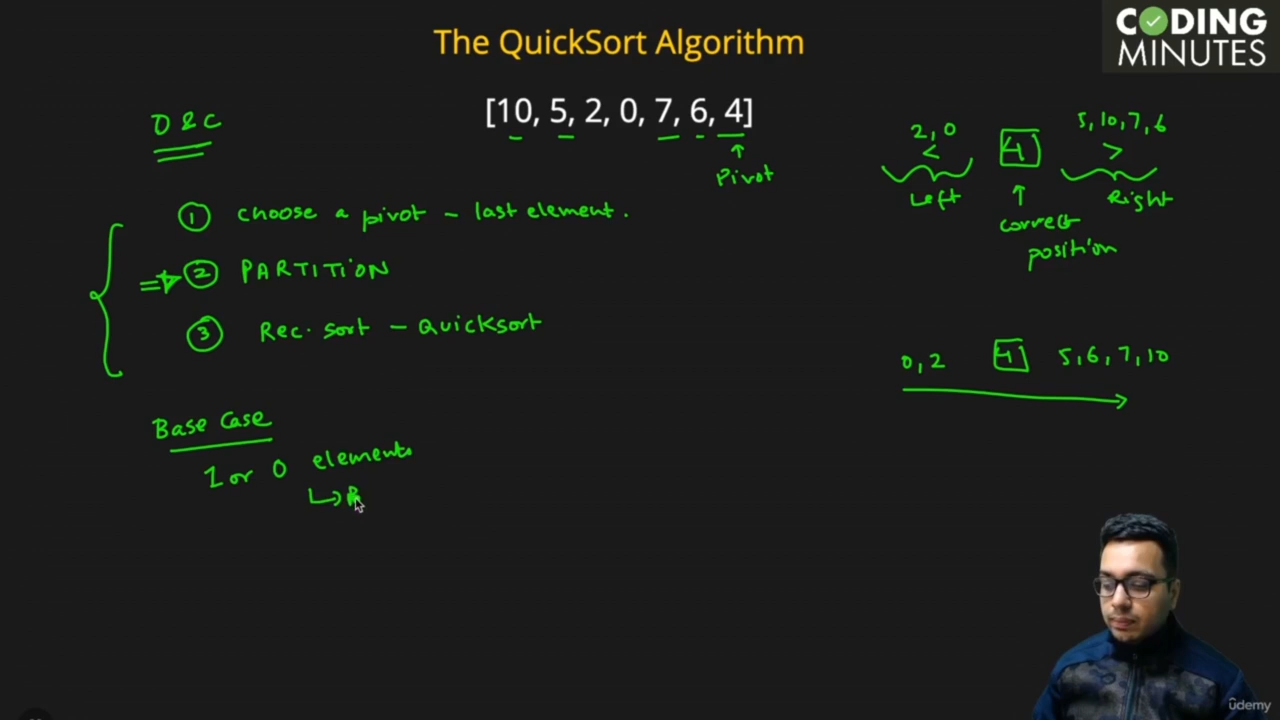 The QuickSort Algorithm
CODING
MINUTES
[10, 5, 2, 0, 7, 6, 4]
Pivot
D & C
① choose a pivot - last element.
⇒ ② PARTITION
③ Rec. sort - Quicksort
Base Case
1 or 0 elements
2, 0 4 5, 10, 7, 6
< >
Left Right
correct
position
0, 2 4 5, 6, 7, 10
ûdemy